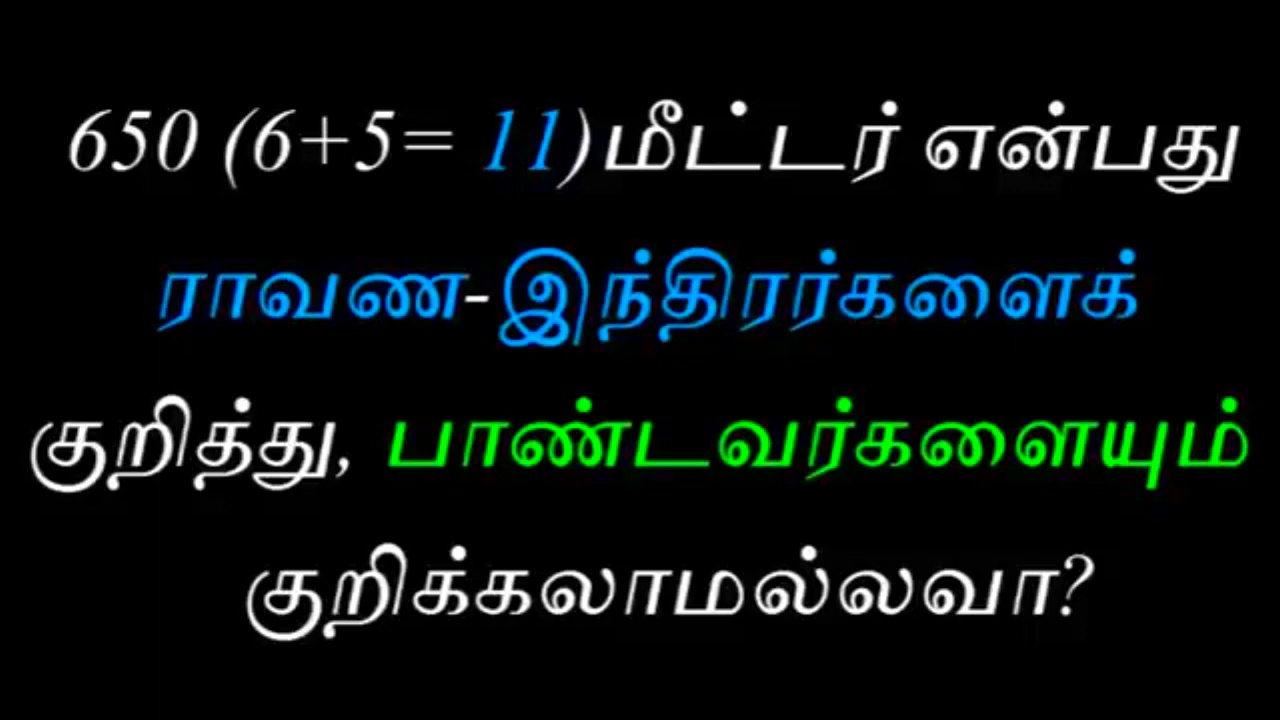 650 (6+5= 11)மீட்டர் என்பது
ராவண-இந்திரர்களைக்
குறித்து, பாண்டவர்களையும்
குறிக்கலாமல்லவா?